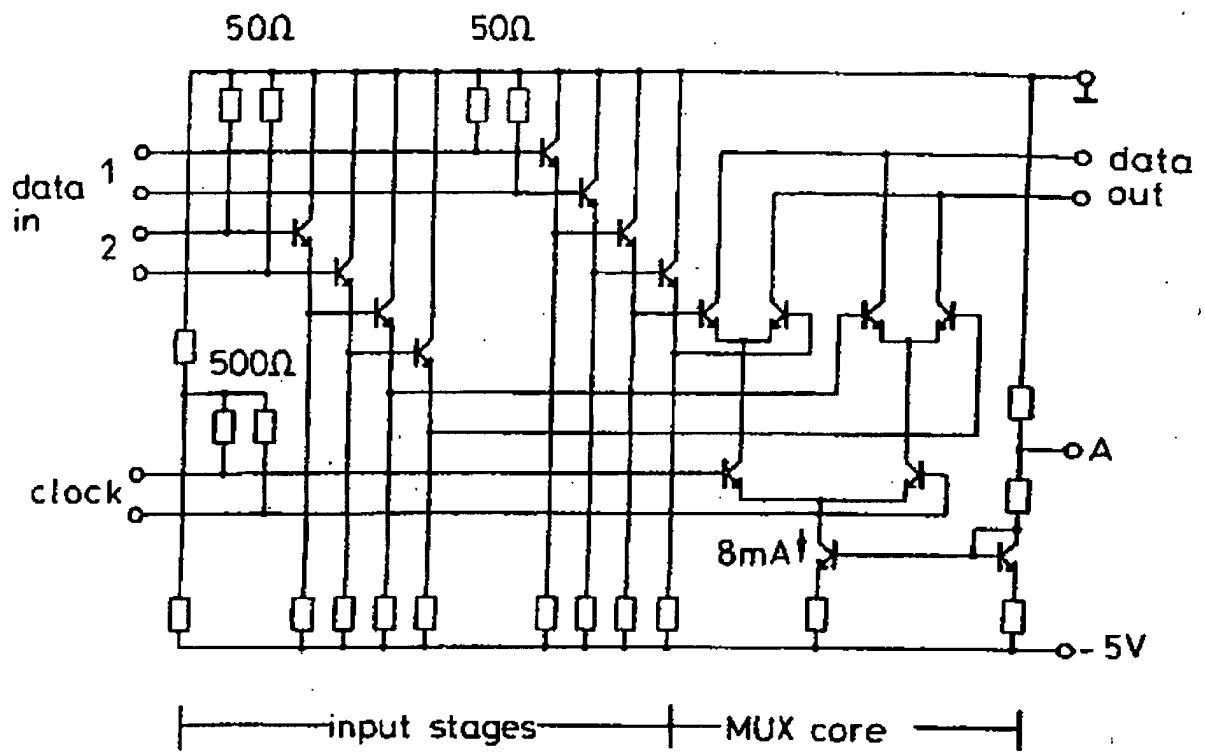 50Ω 50Ω
1
data
in
2
data
out
500Ω
A
clock
8mA
- 5V
input stages MUX core